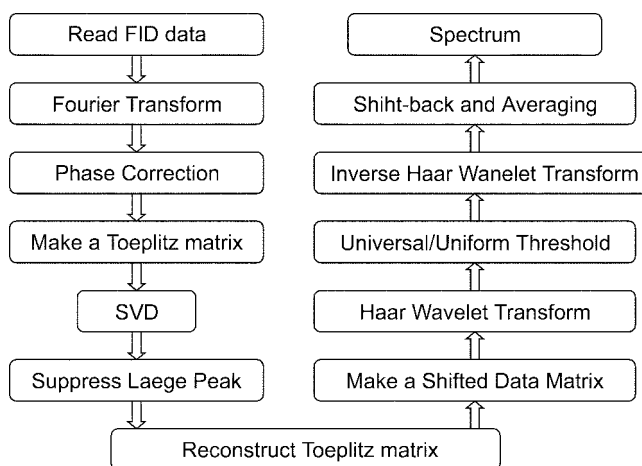 Read FID data
Fourier Transform
Phase Correction
Make a Toeplitz matrix
SVD
Suppress Laege Peak
Reconstruct Toeplitz matrix
Make a Shifted Data Matrix
Haar Wavelet Transform
Universal/Uniform Threshold
Inverse Haar Wanelet Transform
Shiht-back and Averaging
Spectrum